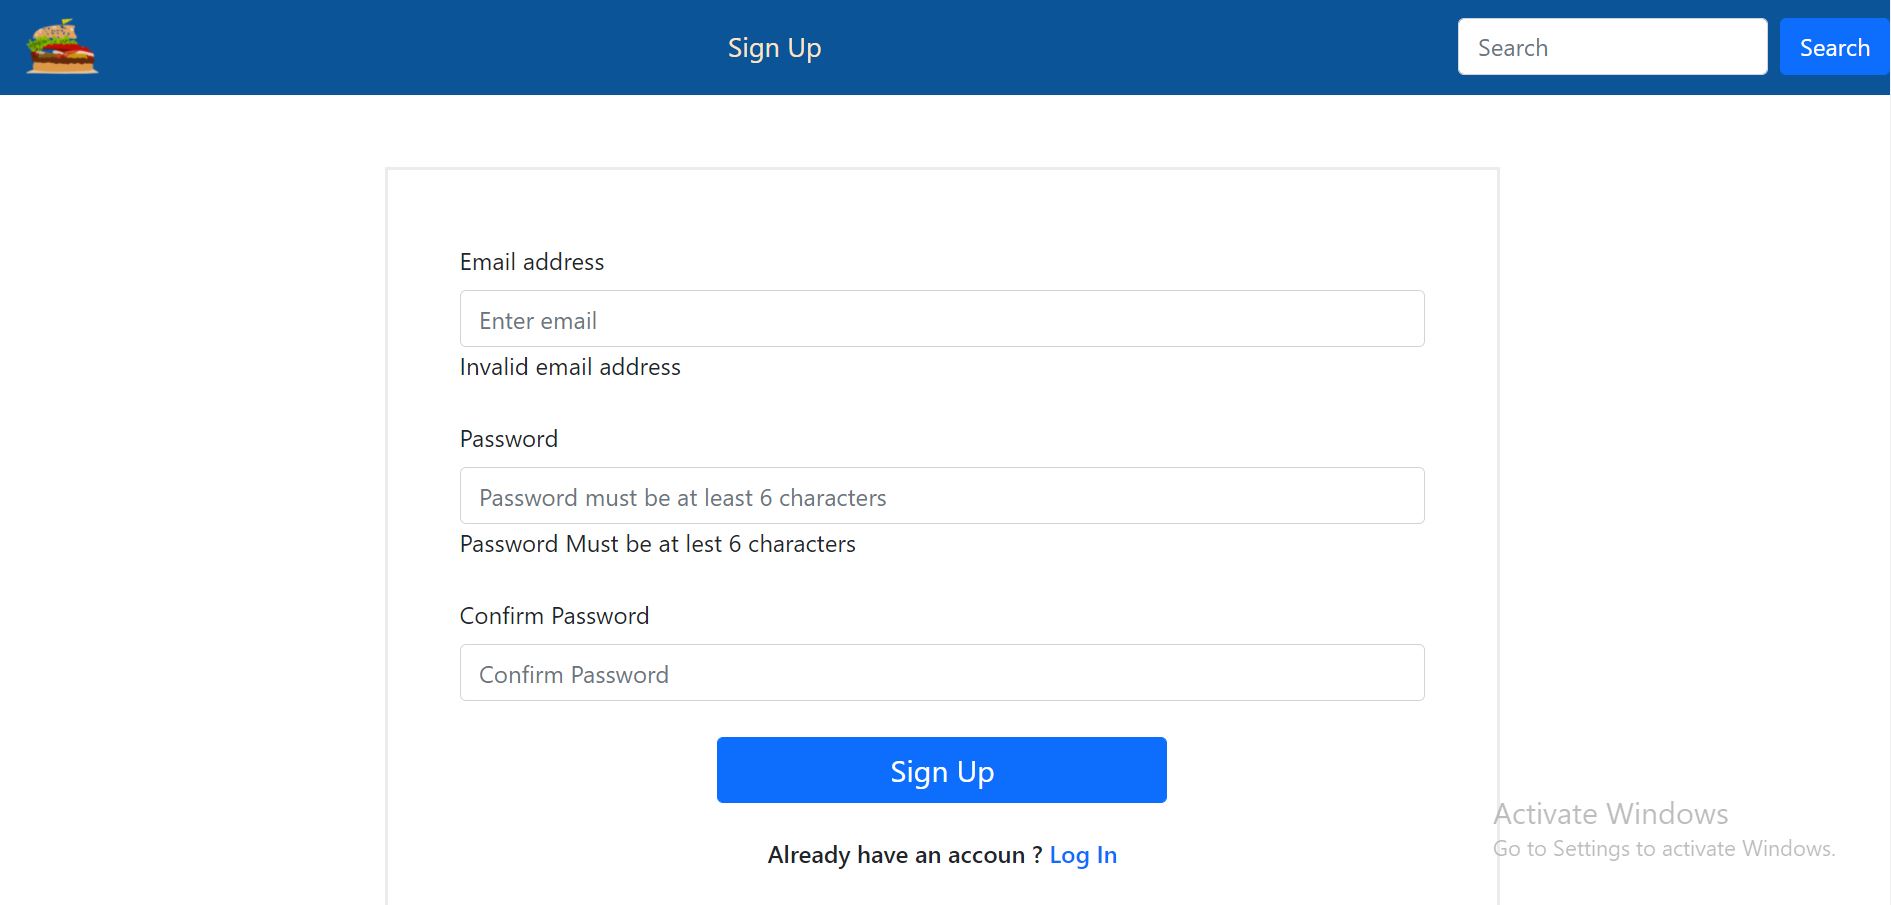 Sign Up
Search
Search
Email address
Enter email
Invalid email address
Password
Password must be at least 6 characters
Password Must be at lest 6 characters
Confirm Password
Confirm Password
Sign Up
Already have an accoun ? Log In
Activate Windows
Go to Settings to activate Windows.